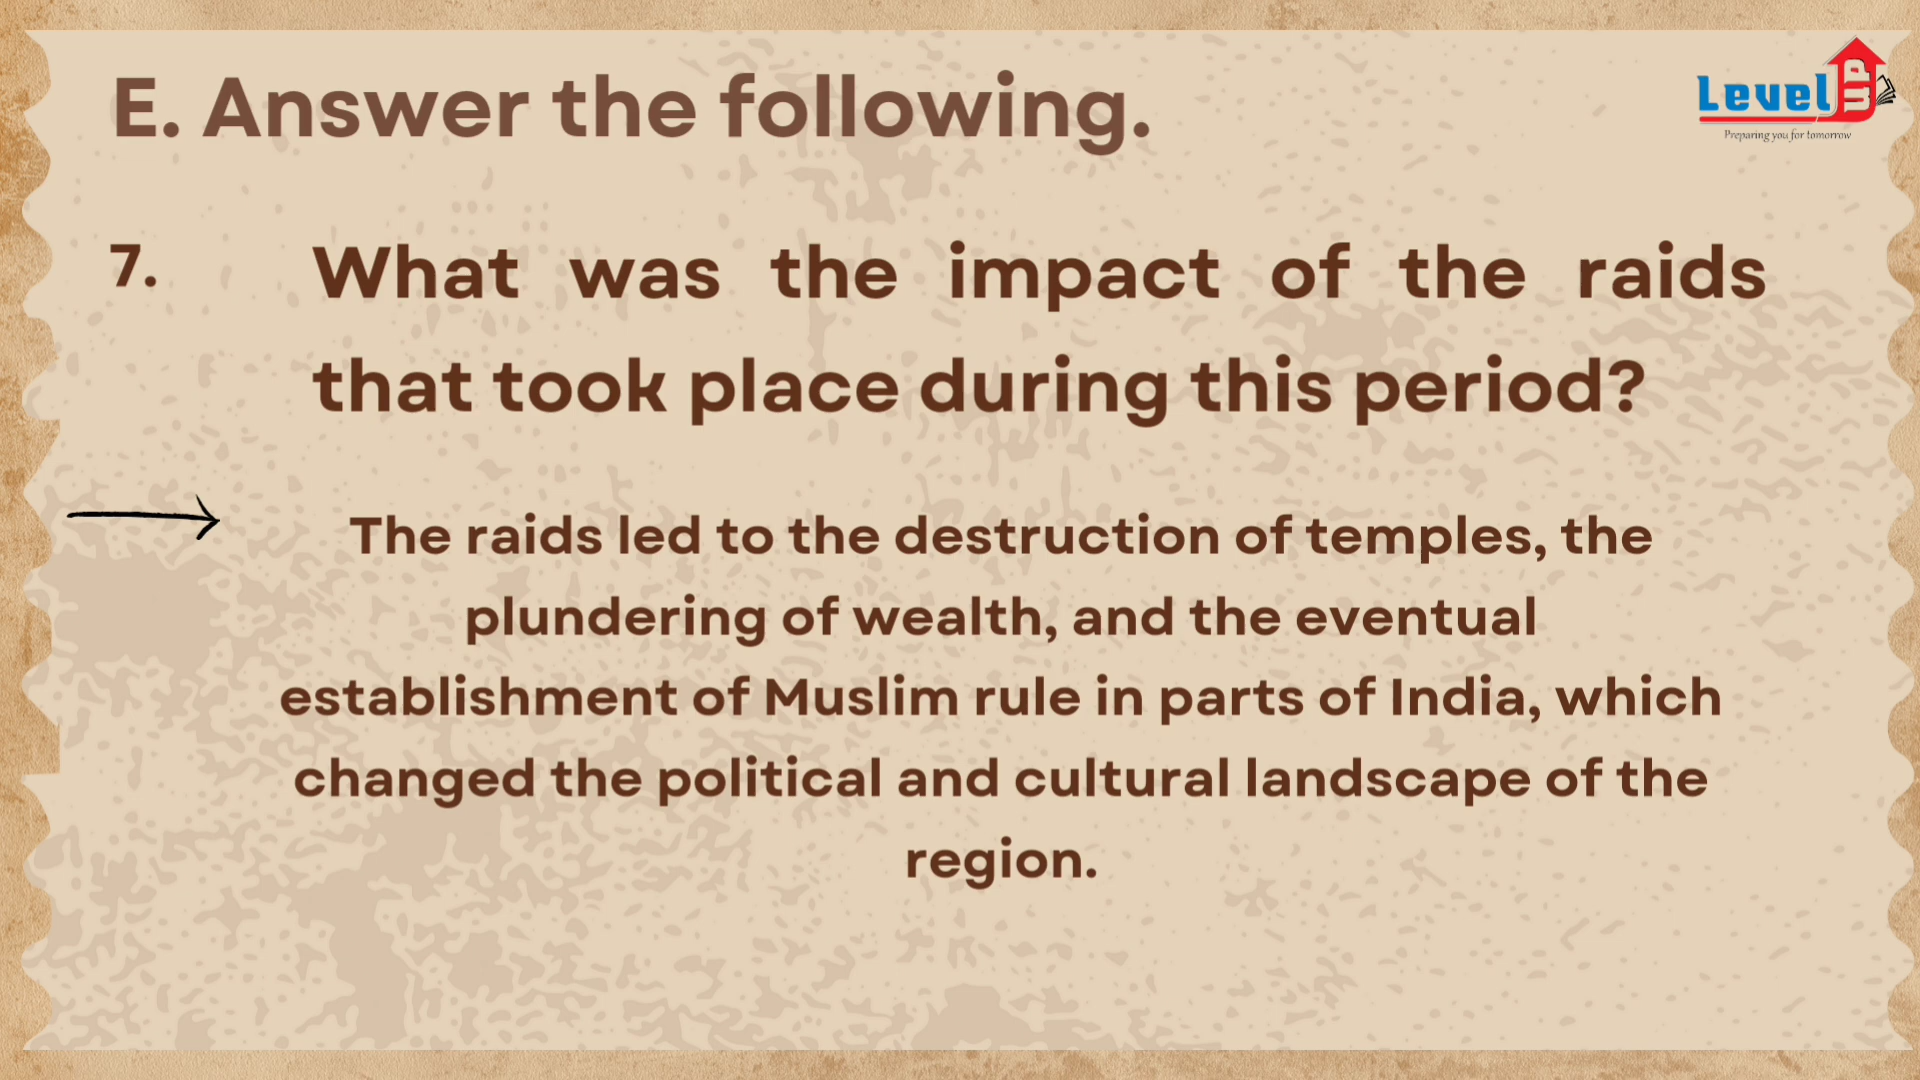 E. Answer the following.
Level UP
Preparing you for tomorrow
7. What was the impact of the raids
that took place during this period?
The raids led to the destruction of temples, the
plundering of wealth, and the eventual
establishment of Muslim rule in parts of India, which
changed the political and cultural landscape of the
region.